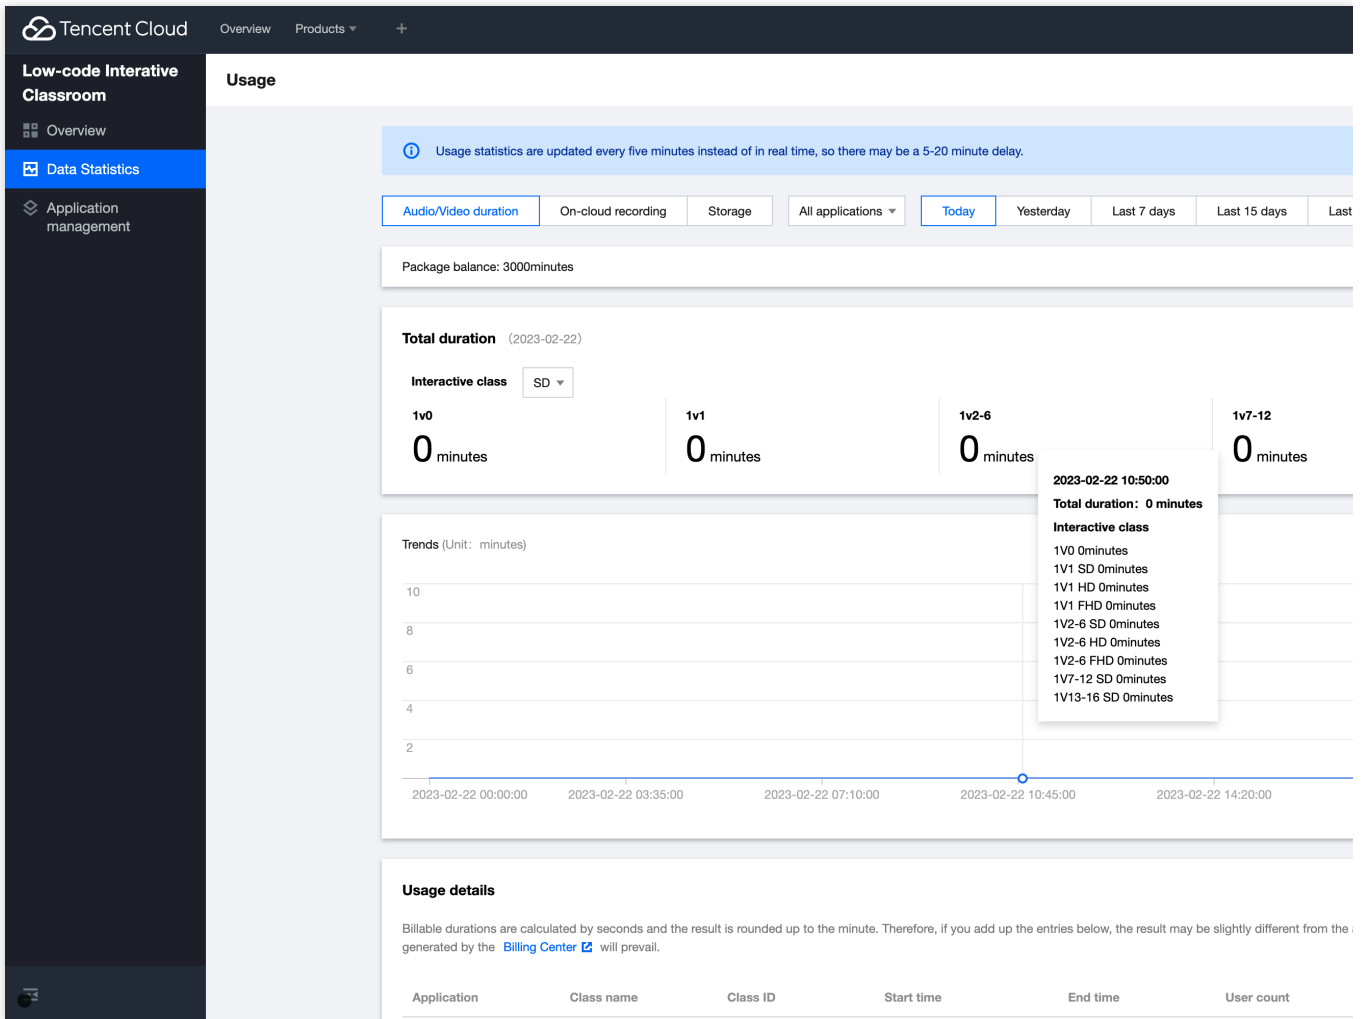 Tencent Cloud
Overview
Products
Low-code Interative
Classroom
Overview
Data Statistics
Application
management
Usage
Usage statistics are updated every five minutes instead of in real time, so there may be a 5-20 minute delay.
Audio/Video duration
On-cloud recording
Storage
All applications
Today
Yesterday
Last 7 days
Last 15 days
Last
Package balance: 3000minutes
Total duration (2023-02-22)
Interactive class
SD
1v0
0 minutes
1v1
0 minutes
1v2-6
0 minutes
1v7-12
0 minutes
2023-02-22 10:50:00
Total duration: 0 minutes
Interactive class
1V0 0minutes
1V1 SD 0minutes
1V1 HD 0minutes
1V1 FHD 0minutes
1V2-6 SD 0minutes
1V2-6 HD 0minutes
1V2-6 FHD 0minutes
1V7-12 SD 0minutes
1V13-16 SD 0minutes
Trends (Unit: minutes)
10
8
6
4
2
2023-02-22 00:00:00
2023-02-22 03:35:00
2023-02-22 07:10:00
2023-02-22 10:45:00
2023-02-22 14:20:00
Usage details
Billable durations are calculated by seconds and the result is rounded up to the minute. Therefore, if you add up the entries below, the result may be slightly different from the
generated by the Billing Center will prevail.
Application
Class name
Class ID
Start time
End time
User count